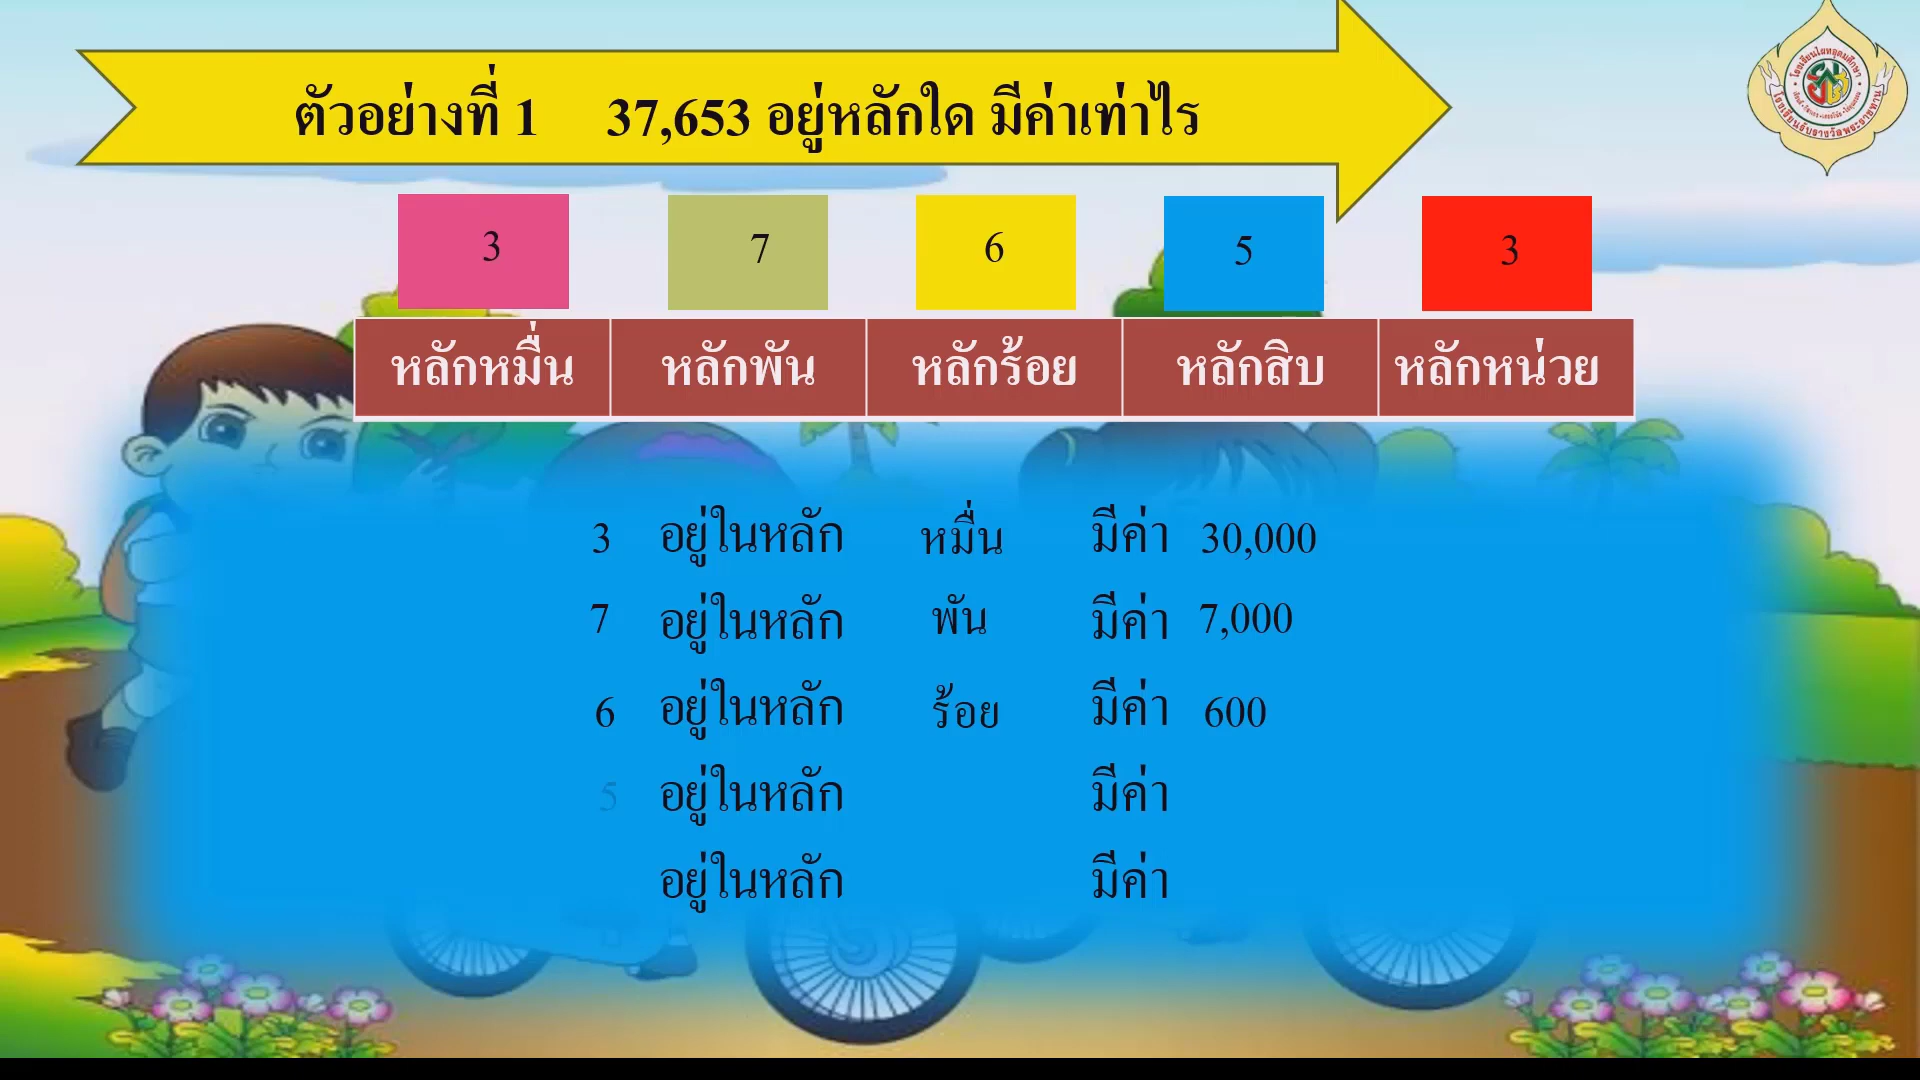 ตัวอย่างที่ 1 37,653 อยู่หลักใด มีค่าเท่าไร
3 7 6 5 3
หลักหมื่น หลักพัน หลักร้อย หลักสิบ หลักหน่วย
3 อยู่ในหลัก หมื่น มีค่า 30,000
7 อยู่ในหลัก พัน มีค่า 7,000
6 อยู่ในหลัก ร้อย มีค่า 600
5 อยู่ในหลัก มีค่า
อยู่ในหลัก มีค่า